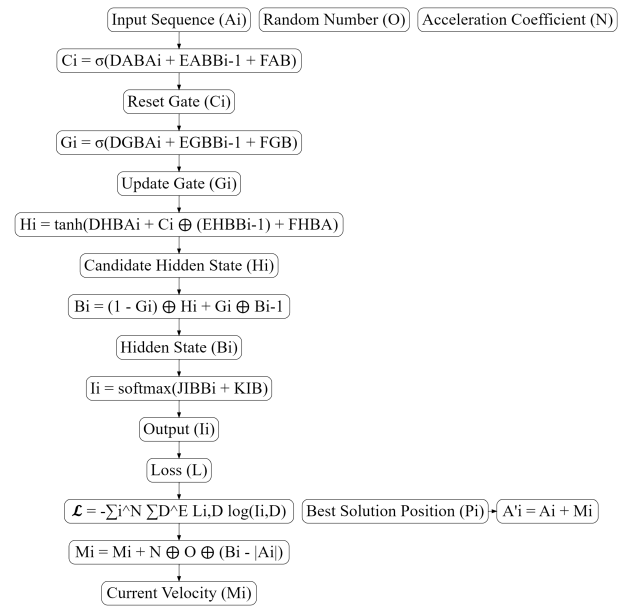 Input Sequence (Ai)
Random Number (O)
Acceleration Coefficient (N)
Ci = σ(DABAi + EABBi-1 + FAB)
Reset Gate (Ci)
Gi = σ(DGBAi + EGBBi-1 + FGB)
Update Gate (Gi)
Hi = tanh(DHBAi + Ci ⊕ (EHBBi-1) + FHBA)
Candidate Hidden State (Hi)
Bi = (1 - Gi) ⊕ Hi + Gi ⊕ Bi-1
Hidden State (Bi)
Ii = softmax(JIBBi + KIB)
Output (Ii)
Loss (L)
𝓛 = -∑i^N ∑D^E Li,D log(Ii,D)
Best Solution Position (Pi)
A'i = Ai + Mi
Mi = Mi + N ⊕ O ⊕ (Bi - |Ai|)
Current Velocity (Mi)